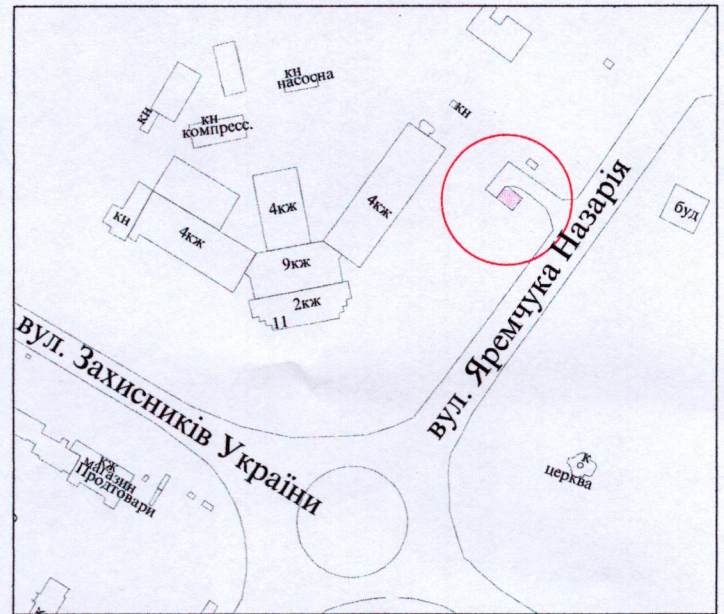 кн
насосна
кн
кн
компресс.
кн
4кж
4кж
буд
кн
4кж
9кж
2кж
11
вул. Яремчука Назарія
вул. Захисників України
к
церква
кж
магазин
Продтовари